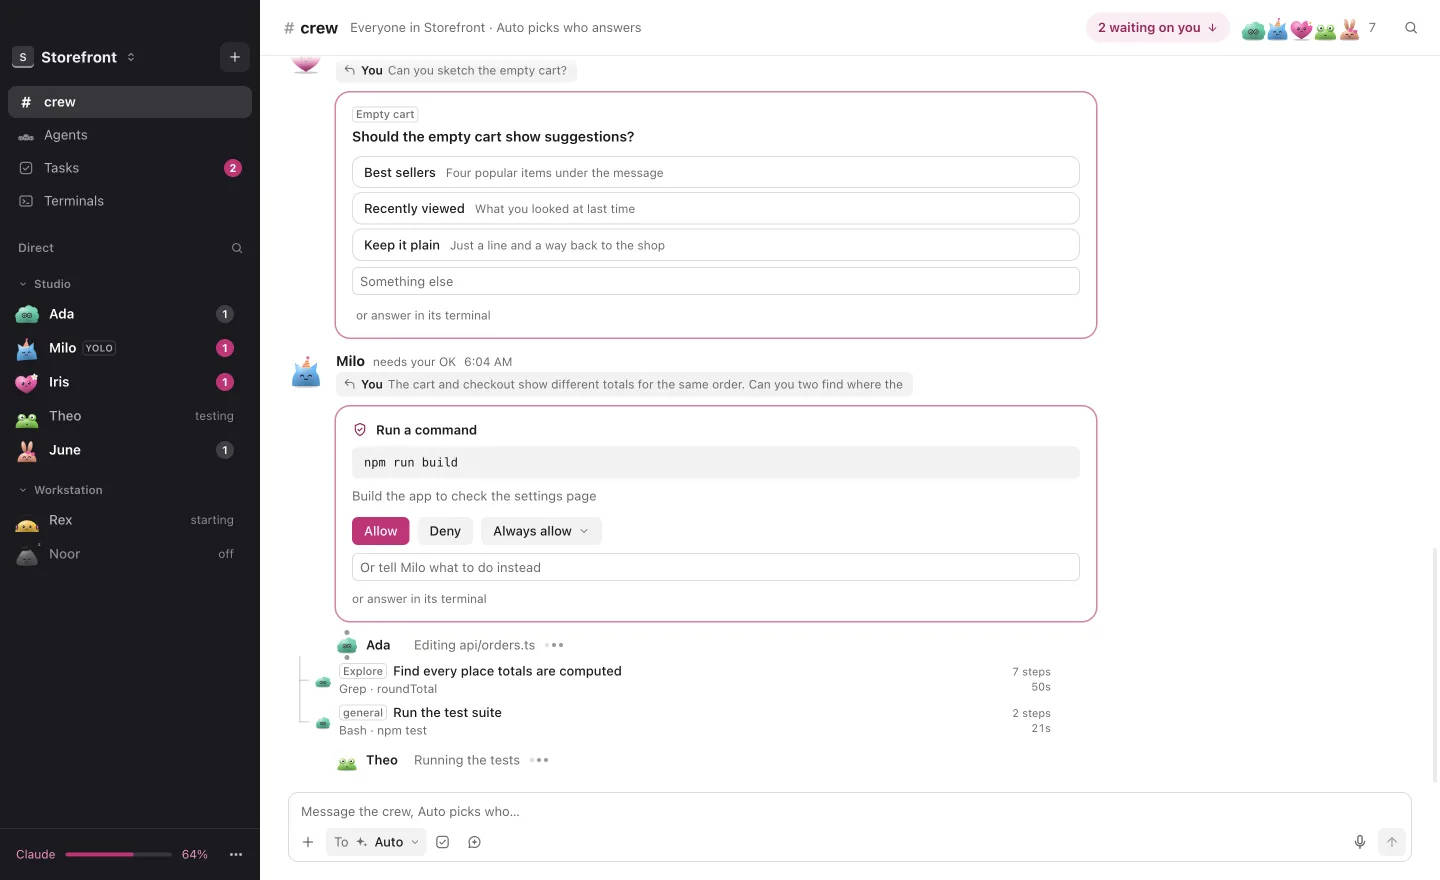 S Storefront
# crew
Agents
Tasks 2
Terminals
Direct
Studio
Ada 1
Milo YOLO 1
Iris 1
Theo testing
June 1
Workstation
Rex starting
Noor off
Claude 64%
# crew Everyone in Storefront · Auto picks who answers
2 waiting on you ↓
7
You Can you sketch the empty cart?
Empty cart
Should the empty cart show suggestions?
Best sellers Four popular items under the message
Recently viewed What you looked at last time
Keep it plain Just a line and a way back to the shop
Something else
or answer in its terminal
Milo needs your OK 6:04 AM
You The cart and checkout show different totals for the same order. Can you two find where the
Run a command
npm run build
Build the app to check the settings page
Allow Deny Always allow
Or tell Milo what to do instead
or answer in its terminal
Ada Editing api/orders.ts
Explore Find every place totals are computed 7 steps
Grep · roundTotal 50s
general Run the test suite 2 steps
Bash · npm test 21s
Theo Running the tests
Message the crew, Auto picks who...
To Auto